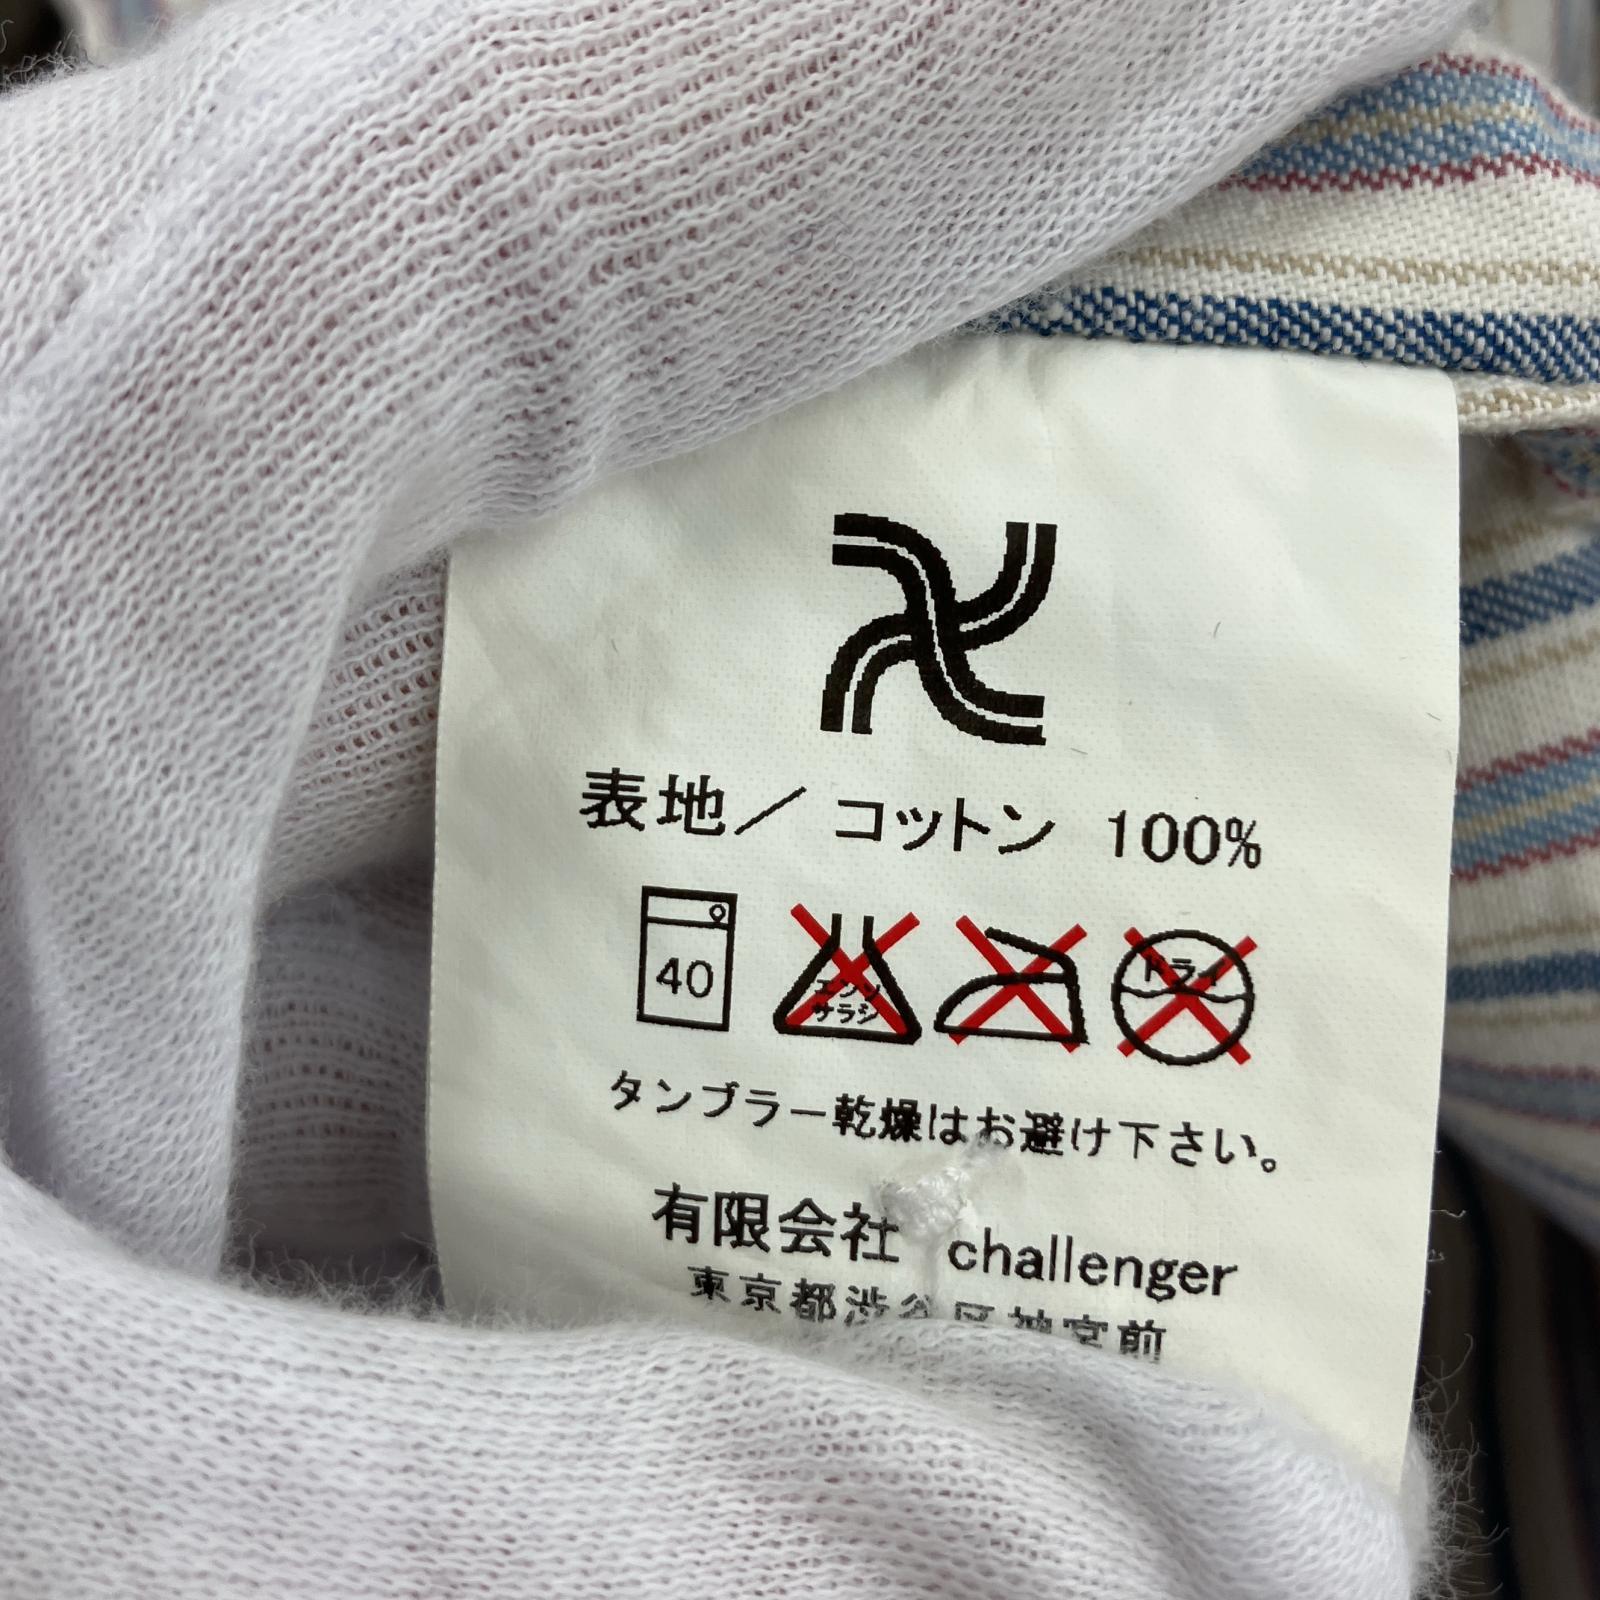 表地／ コットン 100%
40 エンソ サラシ ドライ
タンブラー乾燥はお避け下さい。
有限会社 challenger
東京都渋谷区神宮前